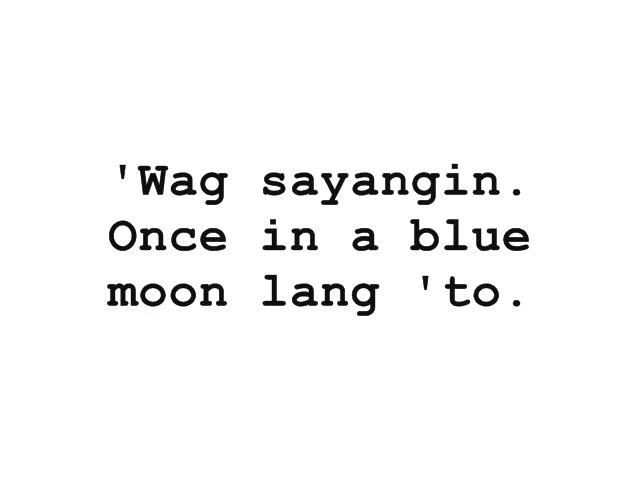 'Wag sayangin.
Once in a blue
moon lang 'to.